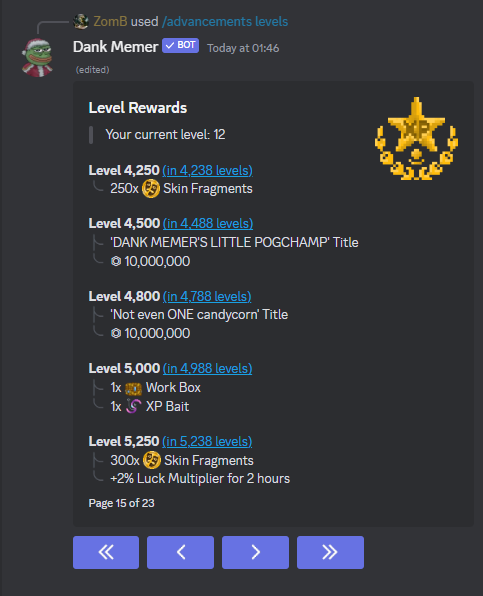 ZomB used /advancements levels
Dank Memer ✓ BOT Today at 01:46
(edited)
Level Rewards
Your current level: 12
XP
Level 4,250 (in 4,238 levels)
250x Skin Fragments
Level 4,500 (in 4,488 levels)
'DANK MEMER'S LITTLE POGCHAMP' Title
10,000,000
Level 4,800 (in 4,788 levels)
'Not even ONE candycorn' Title
10,000,000
Level 5,000 (in 4,988 levels)
1x Work Box
1x XP Bait
Level 5,250 (in 5,238 levels)
300x Skin Fragments
+2% Luck Multiplier for 2 hours
Page 15 of 23